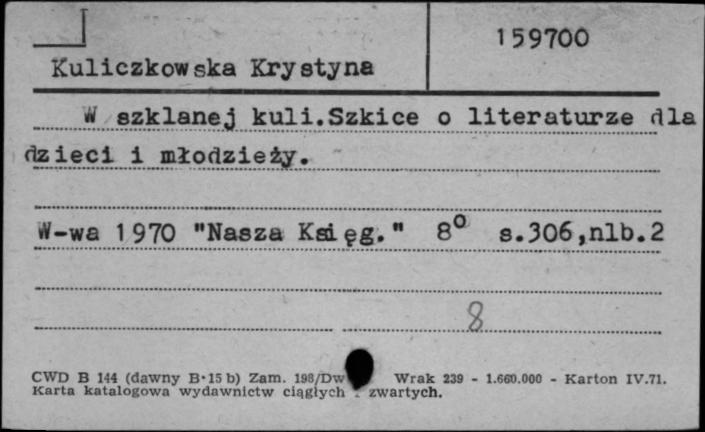 159700
Kuliczkowska Krystyna
W szklanej kuli.Szkice o literaturze dla
dzieci i młodzieży.
W-wa 1970 "Nasza Księg." 8° s.306,nlb.2
8
CWD B 144 (dawny B-15 b) Zam. 198/Dw Wrak 239 - 1.660.000 - Karton IV.71.
Karta katalogowa wydawnictw ciągłych i zwartych.